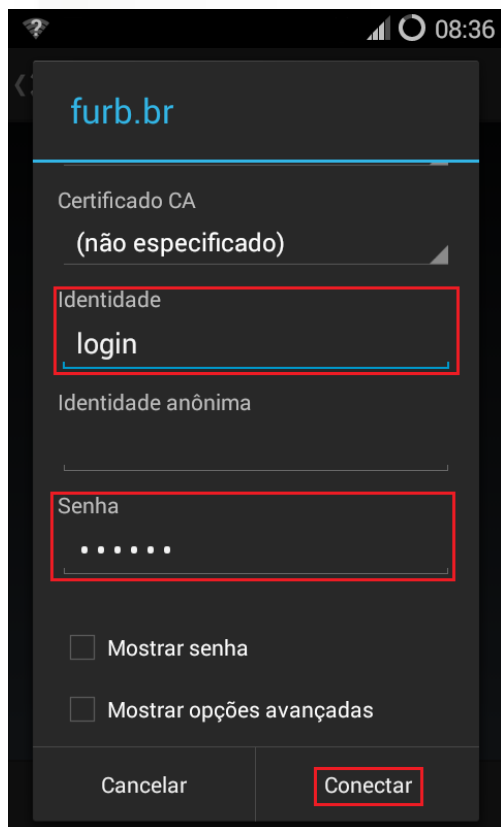 08:36
furb.br
Certificado CA
(não especificado)
Identidade
login
Identidade anônima
Senha
••••••
Mostrar senha
Mostrar opções avançadas
Cancelar Conectar